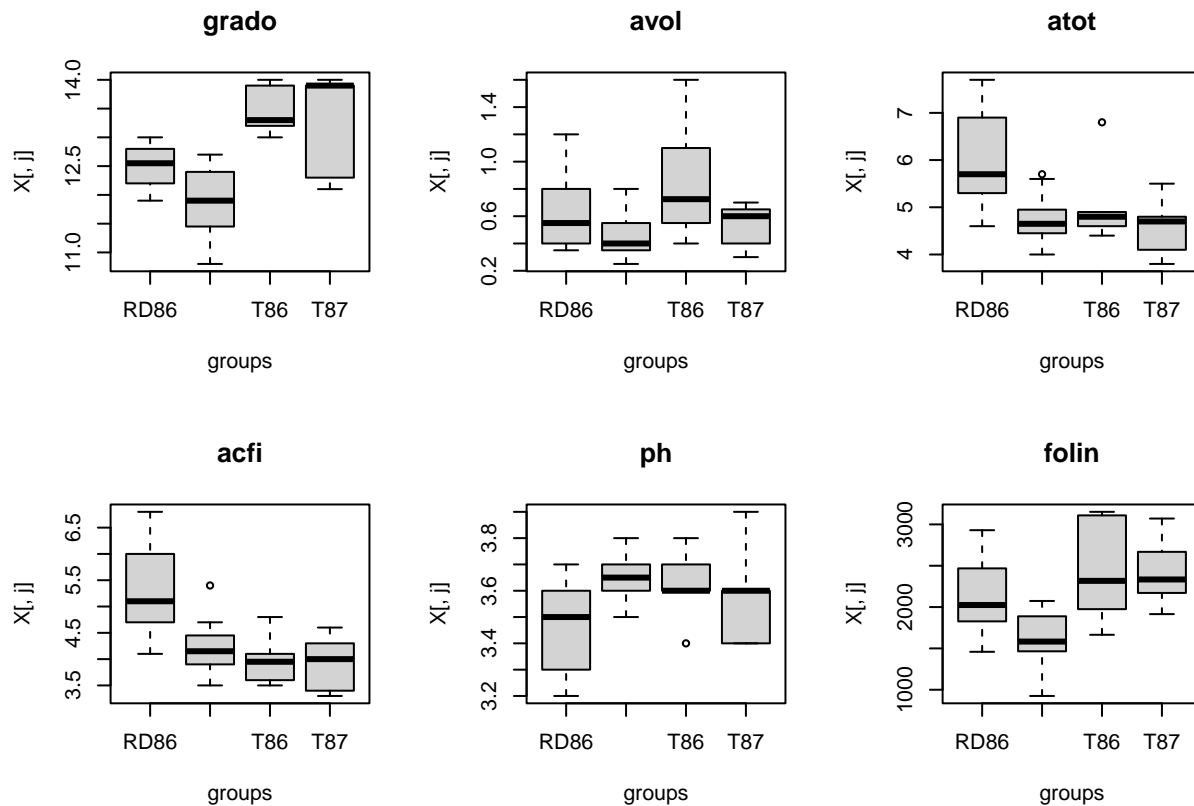 grado
X[, j]
14.0
12.5
11.0
RD86 T86 T87
groups
avol
X[, j]
1.4
1.0
0.6
0.2
RD86 T86 T87
groups
atot
X[, j]
7
6
5
4
RD86 T86 T87
groups
acfi
X[, j]
6.5
5.5
4.5
3.5
RD86 T86 T87
groups
ph
X[, j]
3.8
3.6
3.4
3.2
RD86 T86 T87
groups
folin
X[, j]
3000
2000
1000
RD86 T86 T87
groups